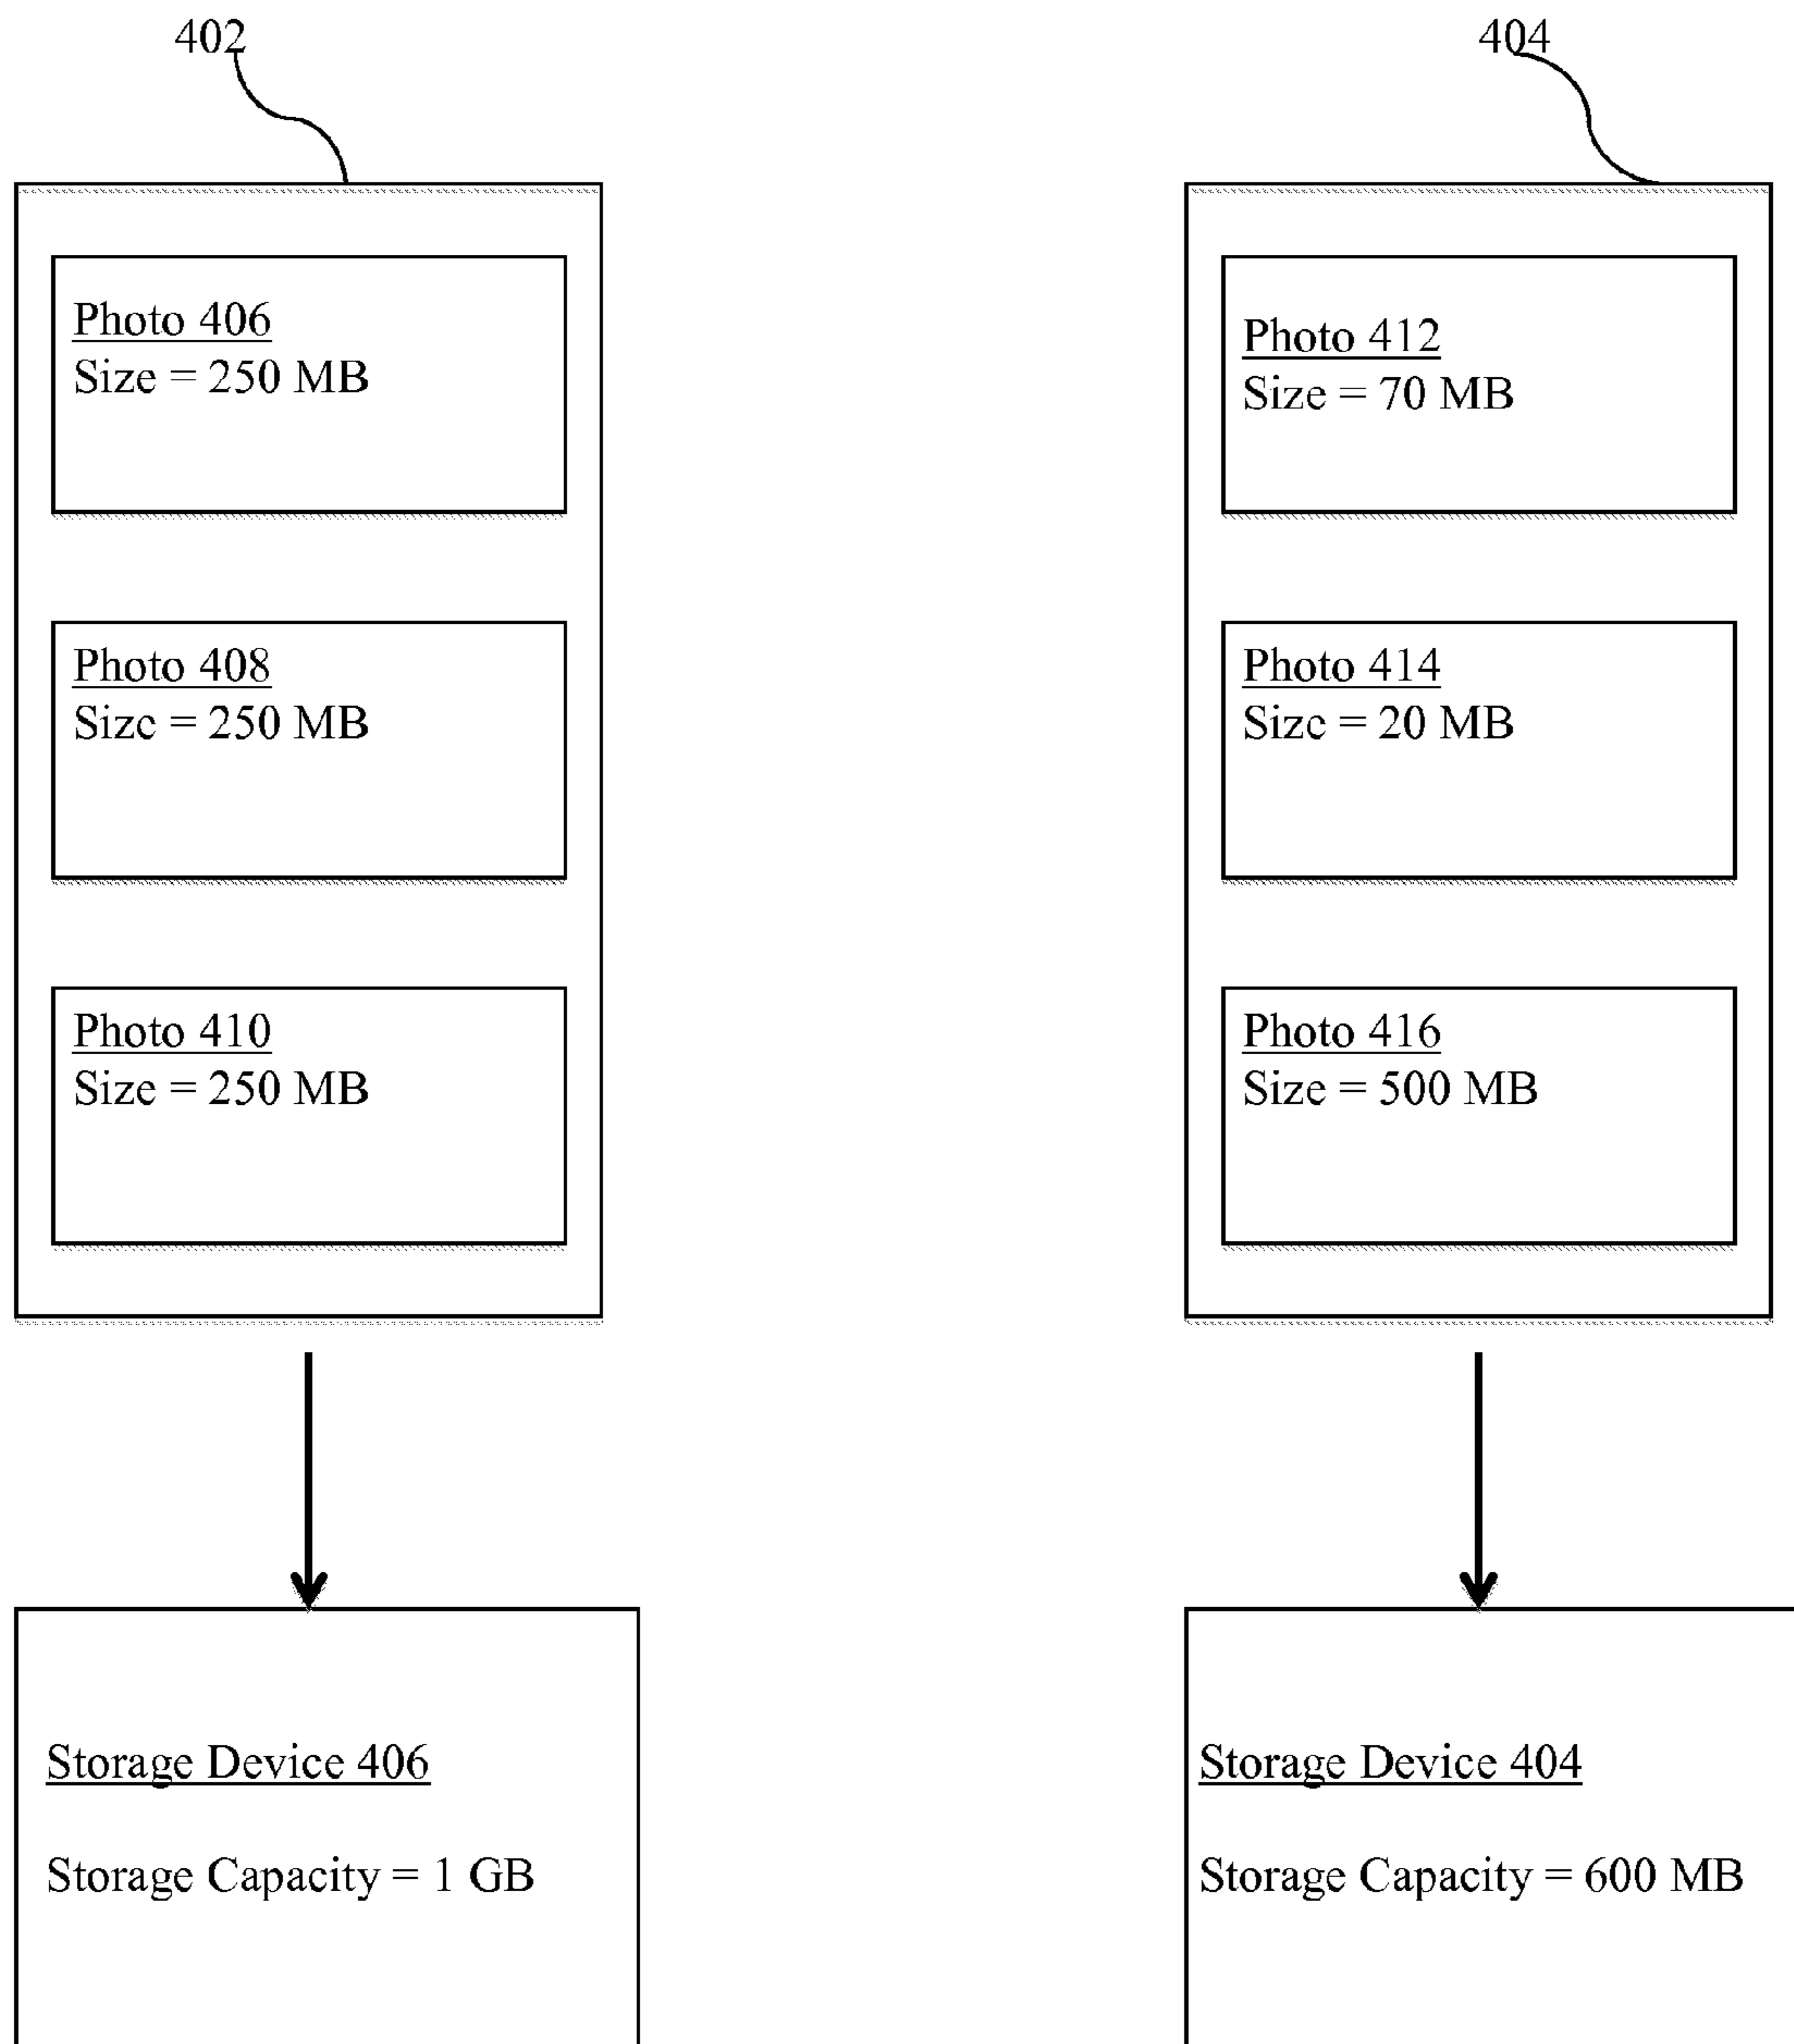 402
404
Photo 406
Size = 250 MB
Photo 408
Size = 250 MB
Photo 410
Size = 250 MB
Photo 412
Size = 70 MB
Photo 414
Size = 20 MB
Photo 416
Size = 500 MB
Storage Device 406
Storage Capacity = 1 GB
Storage Device 404
Storage Capacity = 600 MB